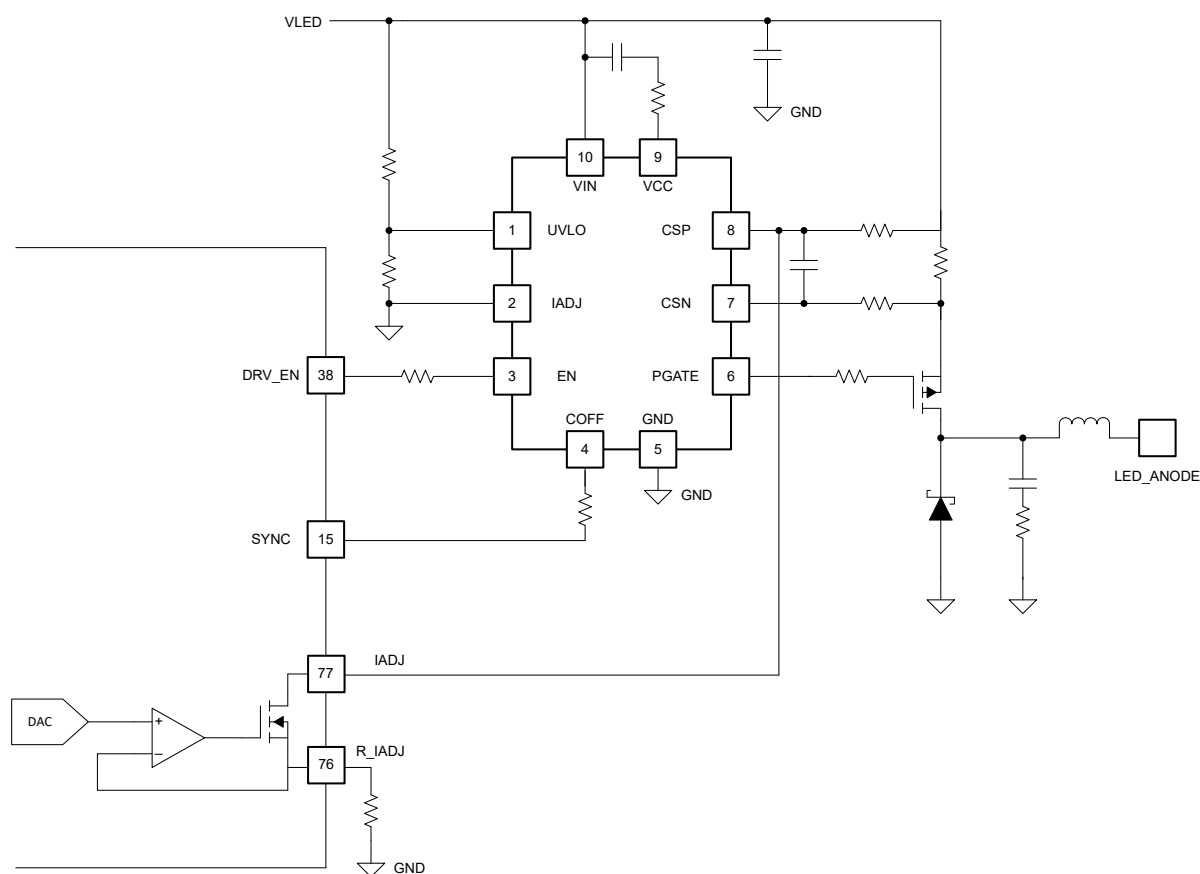 VLED
GND
10
9
VIN
VCC
1
UVLO
CSP
8
2
IADJ
CSN
7
DRV_EN
38
3
EN
PGATE
6
COFF
GND
4
5
GND
LED_ANODE
SYNC
15
IADJ
77
DAC
+
–
R_IADJ
76
GND